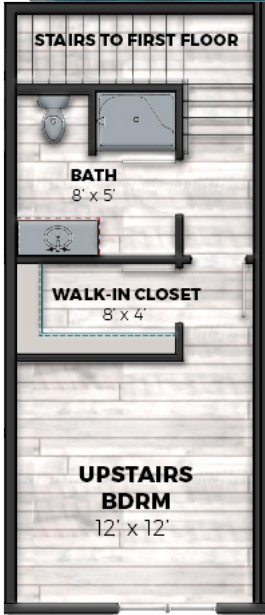 STAIRS TO FIRST FLOOR
BATH
8' x 5'
WALK-IN CLOSET
8' x 4'
UPSTAIRS
BDRM
12' x 12'